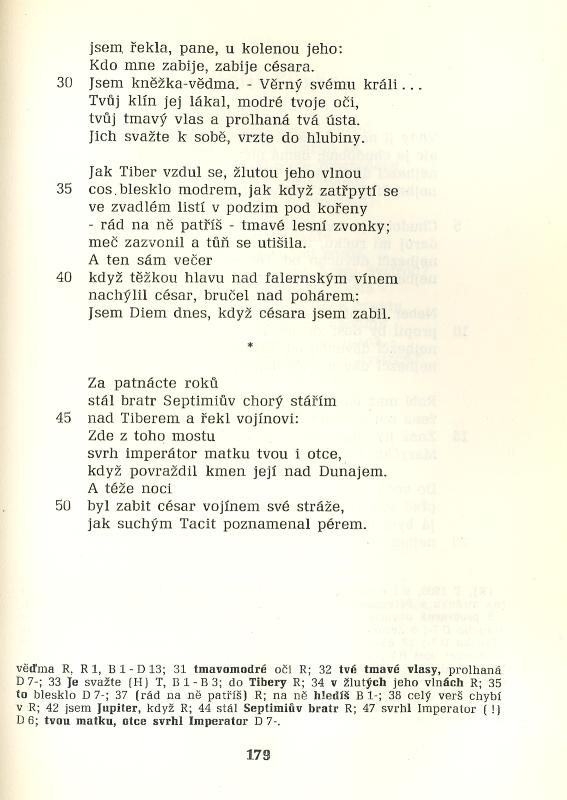 jsem řekla, pane, u kolenou jeho:
Kdo mne zabije, zabije césara.
30 Jsem kněžka-vědma. - Věrný svému králi...
Tvůj klín jej lákal, modré tvoje oči,
tvůj tmavý vlas a prolhaná tvá ústa.
Jich svažte k sobě, vrzte do hlubiny.
Jak Tiber vzdul se, žlutou jeho vlnou
35 cos blesklo modrem, jak když zatřpytí se
ve zvadlém listí v podzim pod kořeny
- rád na ně patříš - tmavé lesní zvonky;
meč zazvonil a tůň se utišila.
A ten sám večer
40 když těžkou hlavu nad falernským vínem
nachýlil césar, bručel nad pohárem:
Jsem Diem dnes, když césara jsem zabil.
*
Za patnácte roků
stál bratr Septimiův chorý stářím
45 nad Tiberem a řekl vojínovi:
Zde z toho mostu
svrh imperátor matku tvou i otce,
když povraždil kmen její nad Dunajem.
A téže noci
50 byl zabit césar vojínem své stráže,
jak suchým Tacit poznamenal pérem.
věďma R, R 1, B 1 - D 13; 31 tmavomodré oči R; 32 tvé tmavé vlasy, prolhaná
D 7-; 33 Je svažte (H) T, B 1 - B 3; do Tibery R; 34 v žlutých jeho vlnách R; 35
to blesklo D 7-; 37 (rád na ně patříš) R; na ně hledíš B 1-; 38 celý verš chybí
v R; 42 jsem Jupiter, když R; 44 stál Septimiův bratr R; 47 svrhl Imperator (!)
D 6; tvou matku, otce svrhl Imperator D 7-.
179